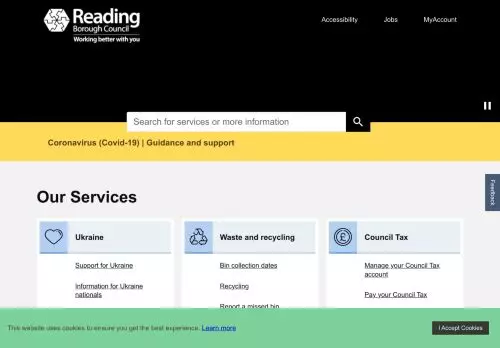 Reading
Borough Council
Working better with you
Accessibility
Jobs
MyAccount
Search for services or more information
Coronavirus (Covid-19) | Guidance and support
Feedback
Our Services
Ukraine
Support for Ukraine
Information for Ukraine
nationals
Waste and recycling
Bin collection dates
Recycling
Report a missed bin
Council Tax
Manage your Council Tax
account
Pay your Council Tax
This website uses cookies to ensure you get the best experience. Learn more
I Accept Cookies